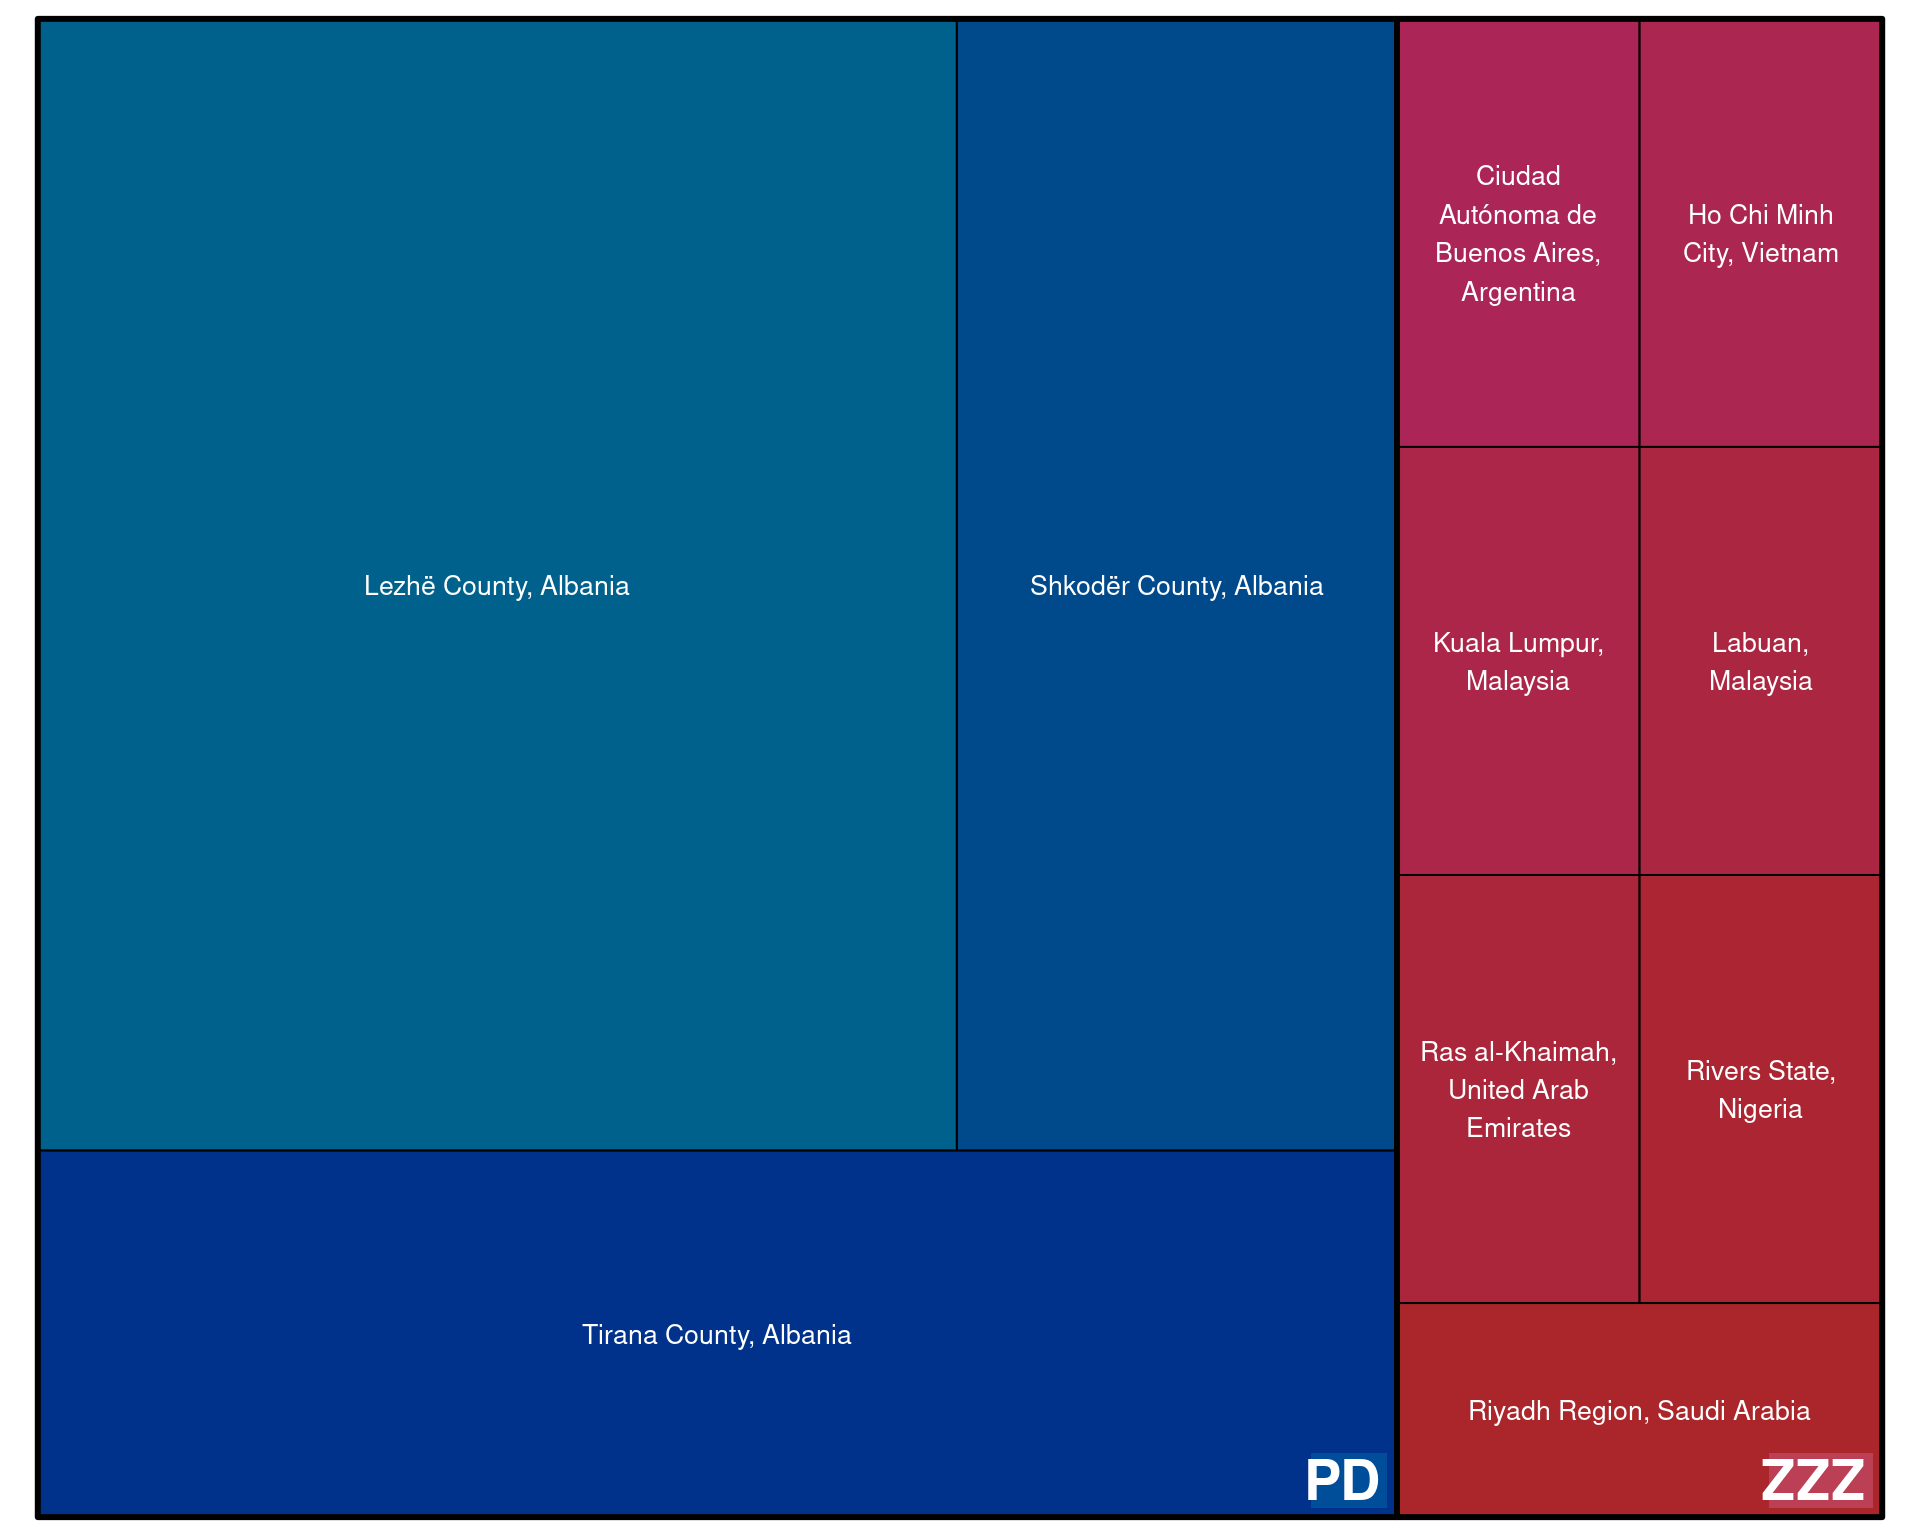 Lezhë County, Albania
Shkodër County, Albania
Tirana County, Albania
PD
Ciudad
Autónoma de
Buenos Aires,
Argentina
Ho Chi Minh
City, Vietnam
Kuala Lumpur,
Malaysia
Labuan,
Malaysia
Ras al-Khaimah,
United Arab
Emirates
Rivers State,
Nigeria
Riyadh Region, Saudi Arabia
ZZZ